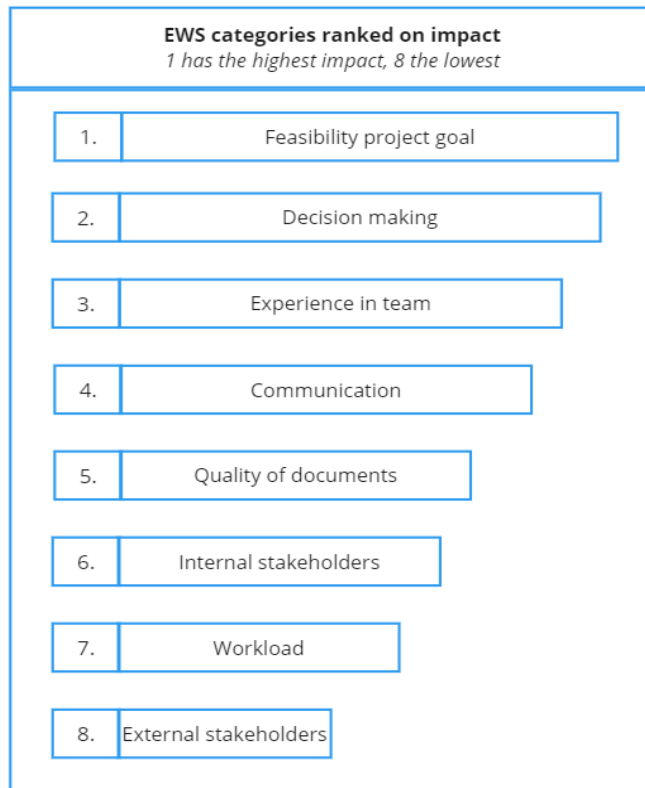 EWS categories ranked on impact
1 has the highest impact, 8 the lowest
1. Feasibility project goal
2. Decision making
3. Experience in team
4. Communication
5. Quality of documents
6. Internal stakeholders
7. Workload
8. External stakeholders